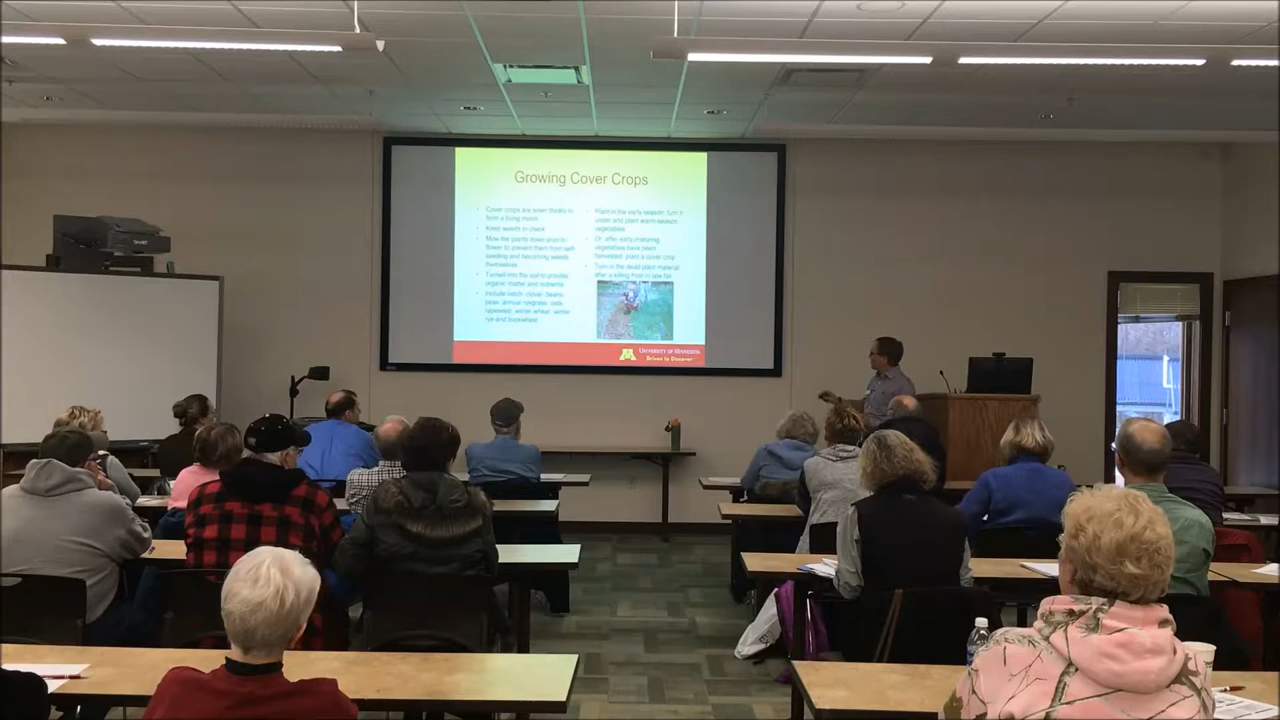 Growing Cover Crops
• Cover crops are sown thickly to
form a living mulch
• Keep weeds in check
• Mow the plants down prior to
flower to prevent them from self-
seeding and becoming weeds
themselves
• Turned into the soil to provide
organic matter and nutrients
• Include vetch, clover, beans,
peas, annual ryegrass, oats,
rapeseed, winter wheat, winter
rye and buckwheat
• Plant in the early season, turn it
under and plant warm-season
vegetables
• Or, after early-maturing
vegetables have been
harvested, plant a cover crop
• Turn in the dead plant material
after a killing frost in late fall
UNIVERSITY OF MINNESOTA
Driven to Discover